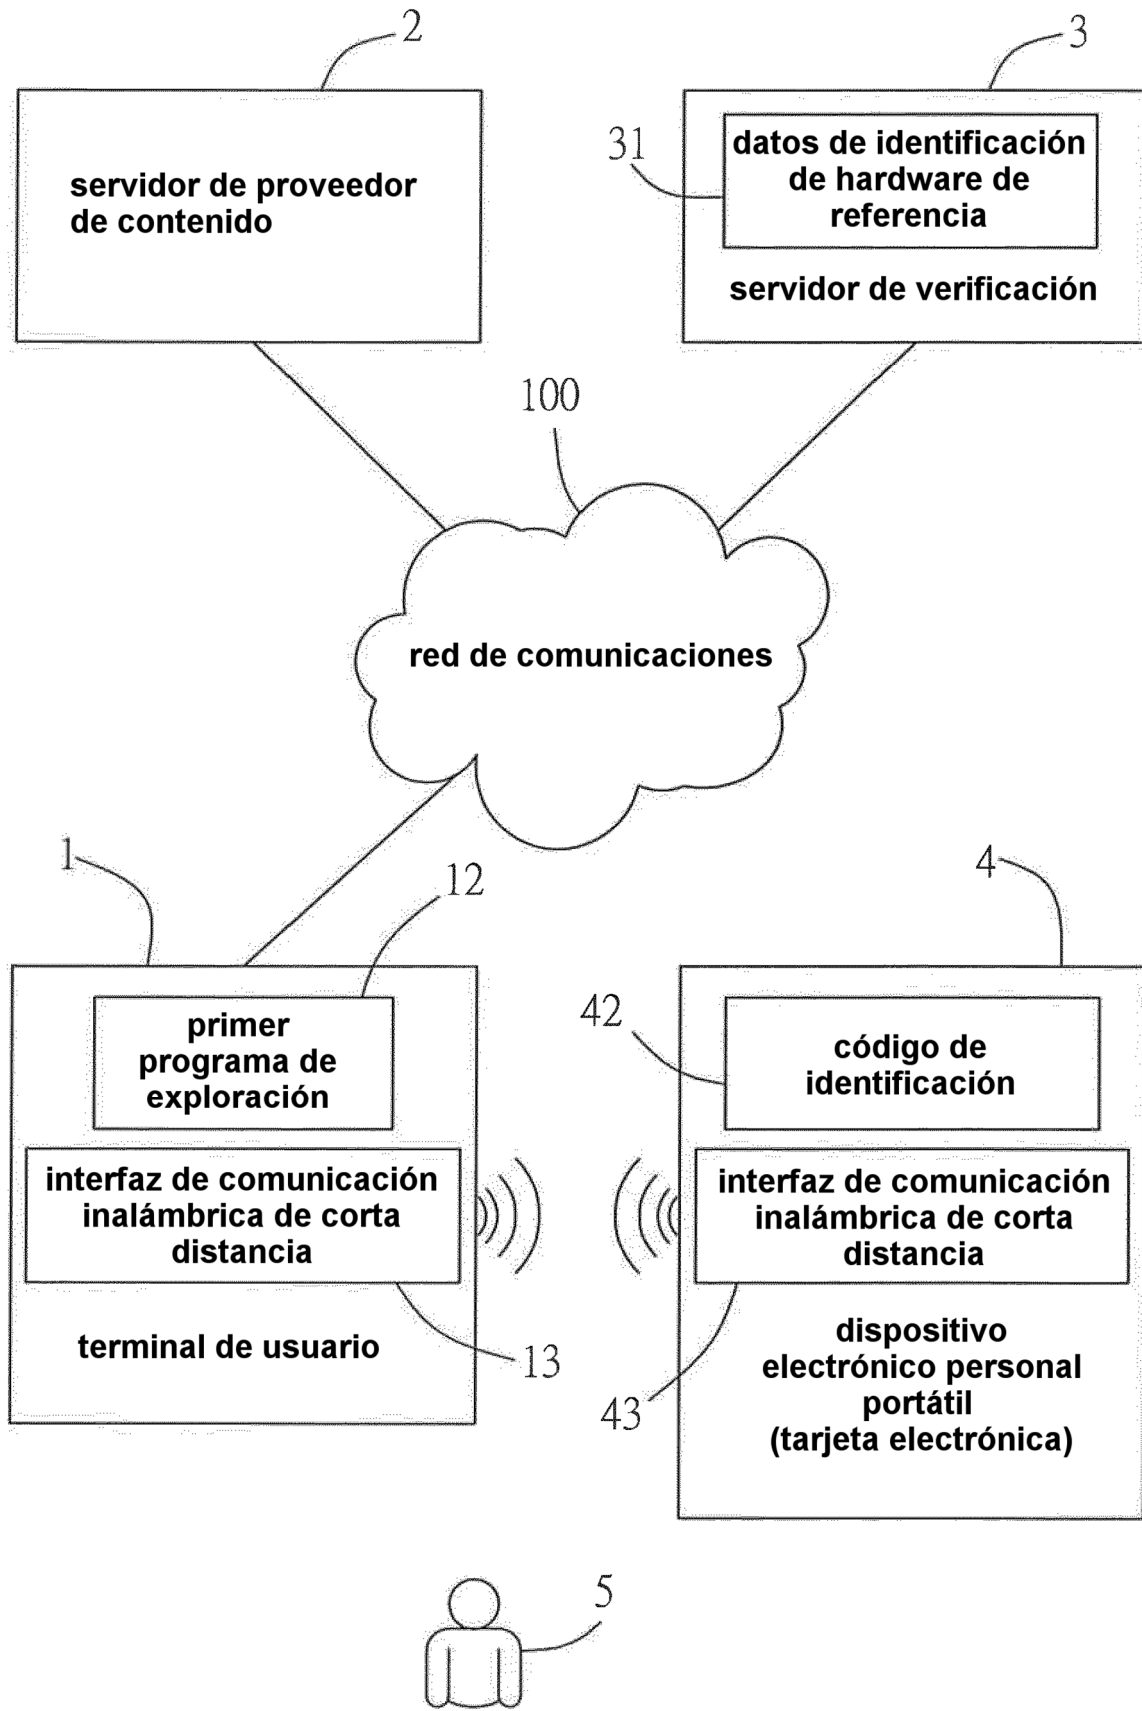 2
3
servidor de proveedor
de contenido
31
datos de identificación
de hardware de
referencia
servidor de verificación
100
red de comunicaciones
1
12
4
primer
programa de
exploración
42
código de
identificación
interfaz de comunicación
inalámbrica de corta
distancia
interfaz de comunicación
inalámbrica de corta
distancia
terminal de usuario
13
dispositivo
electrónico personal
portátil
(tarjeta electrónica)
43
5